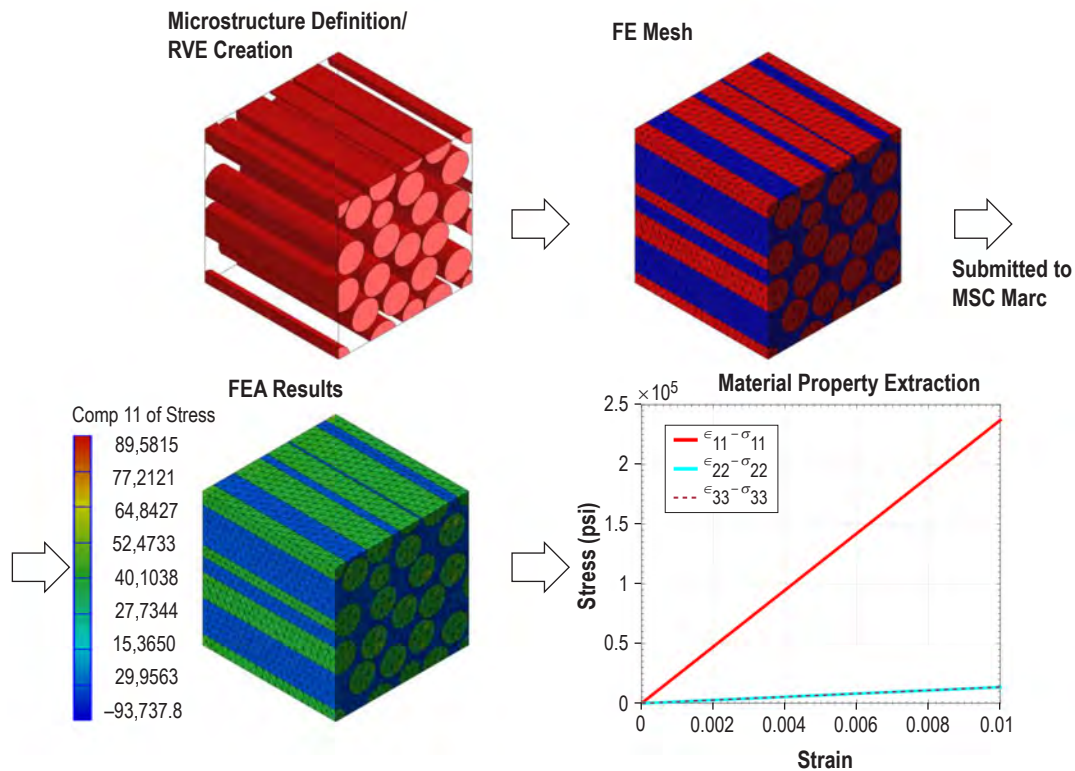 Microstructure Definition/
RVE Creation
FE Mesh
Submitted to
MSC Marc
FEA Results
Comp 11 of Stress
89,5815
77,2121
64,8427
52,4733
40,1038
27,7344
15,3650
29,9563
–93,737.8
Material Property Extraction
×10⁵
2.5
2
1.5
1
0.5
0
Stress (psi)
ϵ11–σ11
ϵ22–σ22
ϵ33–σ33
0 0.002 0.004 0.006 0.008 0.01
Strain